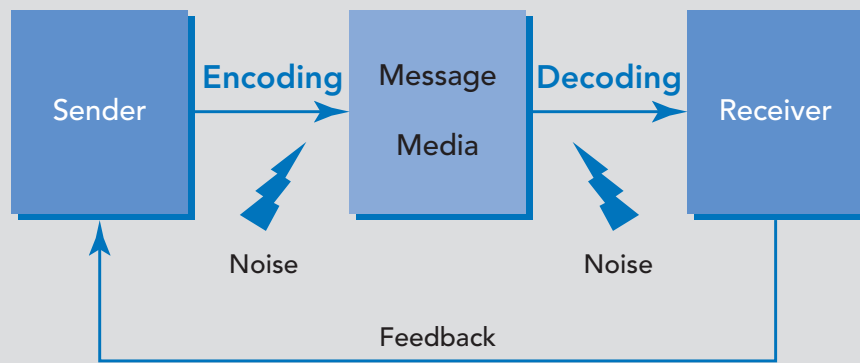 Sender
Encoding
Message
Media
Decoding
Receiver
Noise
Noise
Feedback